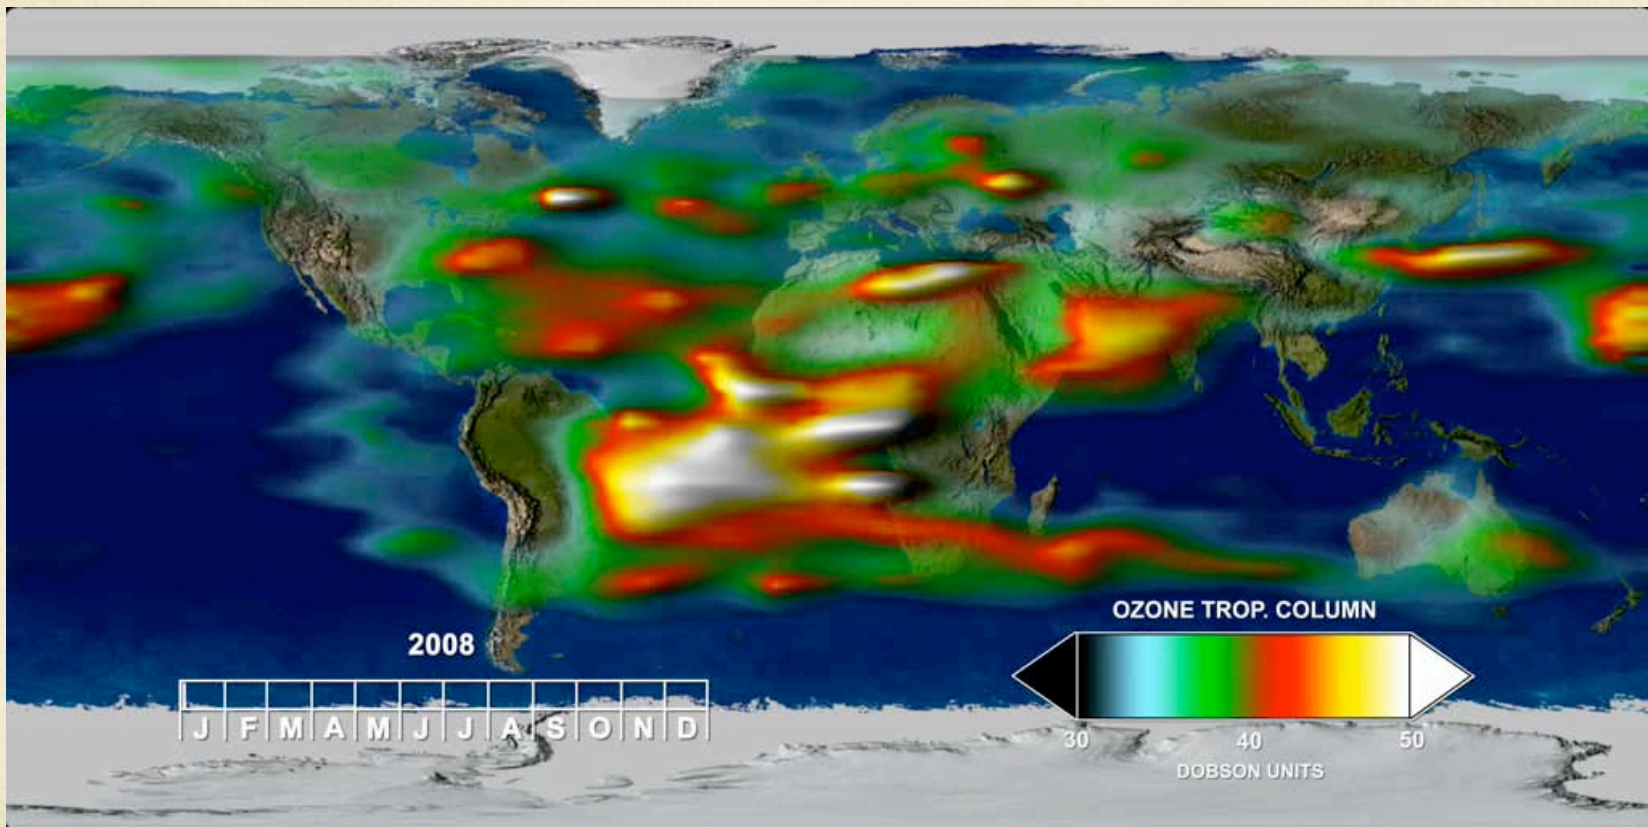 2008
J F M A M J J A S O N D
OZONE TROP. COLUMN
30 40 50
DOBSON UNITS